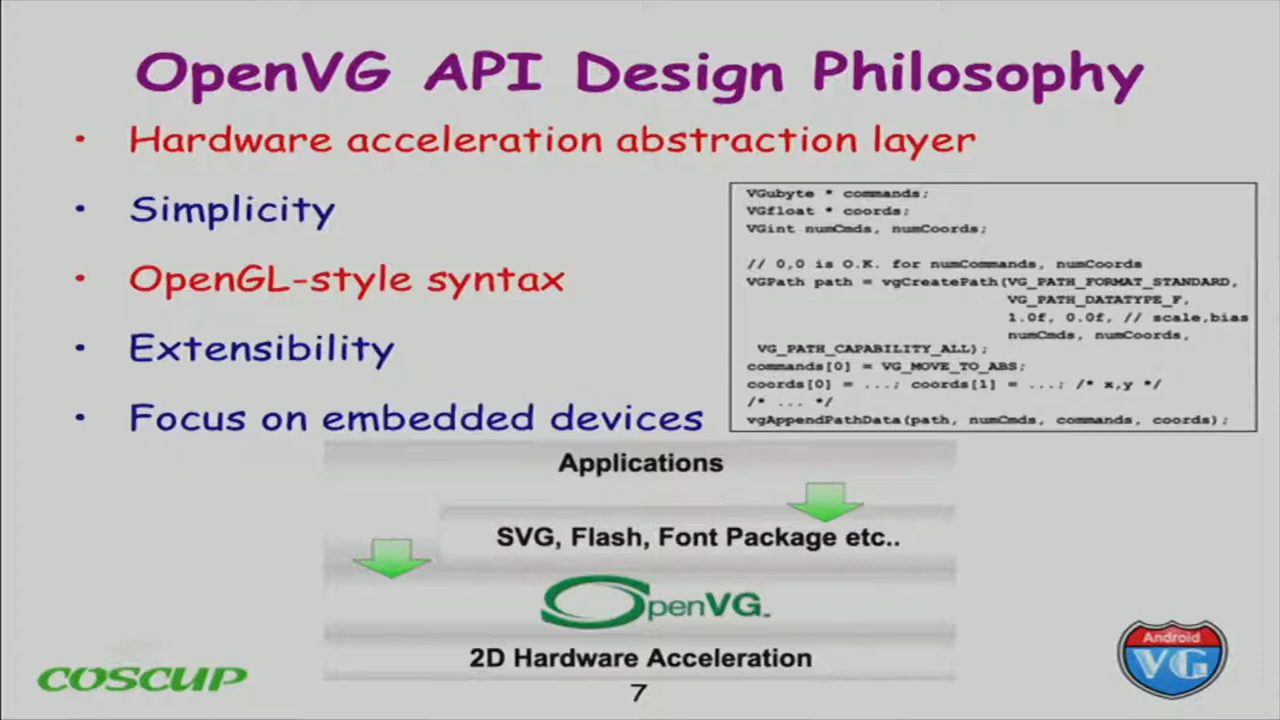 OpenVG API Design Philosophy
• Hardware acceleration abstraction layer
• Simplicity
• OpenGL-style syntax
• Extensibility
• Focus on embedded devices
VGubyte * commands;
VGfloat * coords;
VGint numCmds, numCoords;
// 0,0 is O.K. for numCommands, numCoords
VGPath path = vgCreatePath(VG_PATH_FORMAT_STANDARD,
VG_PATH_DATATYPE_F,
1.0f, 0.0f, // scale,bias
numCmds, numCoords,
VG_PATH_CAPABILITY_ALL);
commands[0] = VG_MOVE_TO_ABS;
coords[0] = ...; coords[1] = ...; /* x,y */
/* ... */
vgAppendPathData(path, numCmds, commands, coords);
Applications
SVG, Flash, Font Package etc..
OpenVG™
2D Hardware Acceleration
COSCUP
7
Android
VG